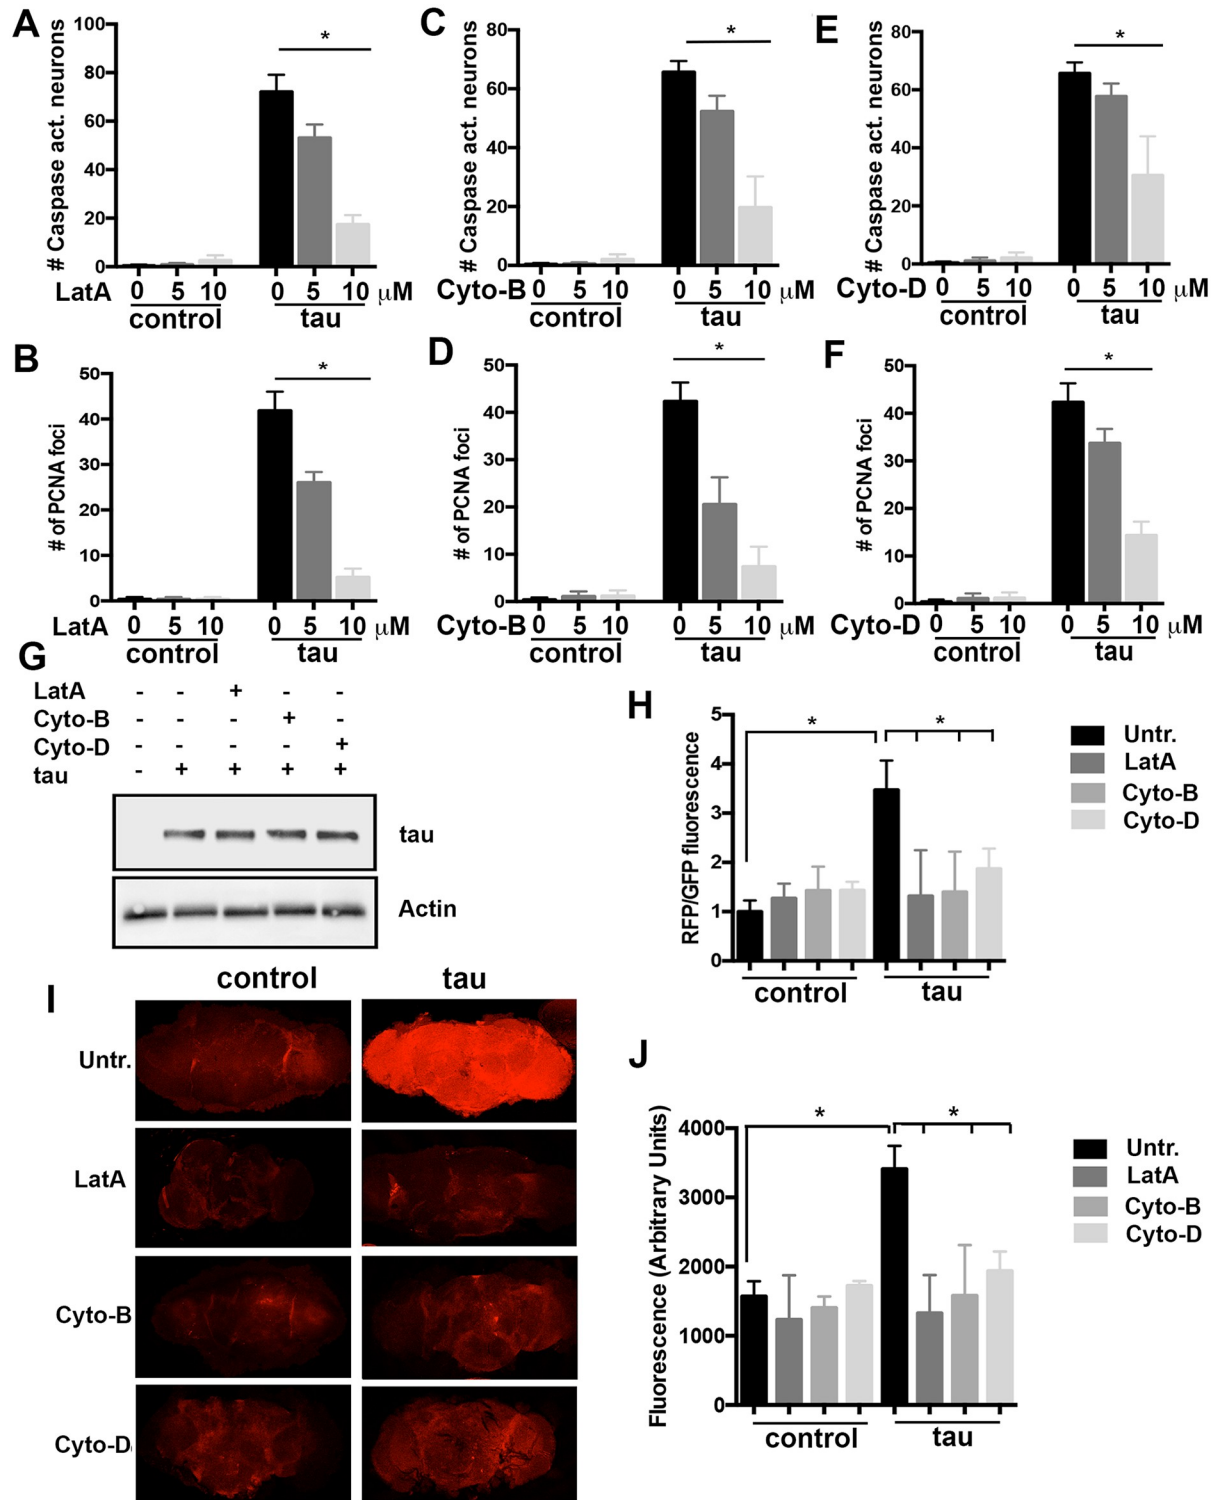 A
# Caspase act. neurons
100
80
60
40
20
0
*
LatA 0 5 10 0 5 10 µM
control tau
C
# Caspase act. neurons
80
60
40
20
0
*
Cyto-B 0 5 10 0 5 10 µM
control tau
E
# Caspase act. neurons
80
60
40
20
0
*
Cyto-D 0 5 10 0 5 10 µM
control tau
B
# of PCNA foci
50
40
30
20
10
0
*
LatA 0 5 10 0 5 10 µM
control tau
D
# of PCNA foci
50
40
30
20
10
0
*
Cyto-B 0 5 10 0 5 10 µM
control tau
F
# of PCNA foci
50
40
30
20
10
0
*
Cyto-D 0 5 10 0 5 10 µM
control tau
G
LatA - - + - -
Cyto-B - - - + -
Cyto-D - - - - +
tau - + + + +
tau
Actin
H
RFP/GFP fluorescence
5
4
3
2
1
0
* *
control tau
Untr.
LatA
Cyto-B
Cyto-D
I
control tau
Untr.
LatA
Cyto-B
Cyto-D
J
Fluorescence (Arbitrary Units)
4000
3000
2000
1000
0
* *
control tau
Untr.
LatA
Cyto-B
Cyto-D